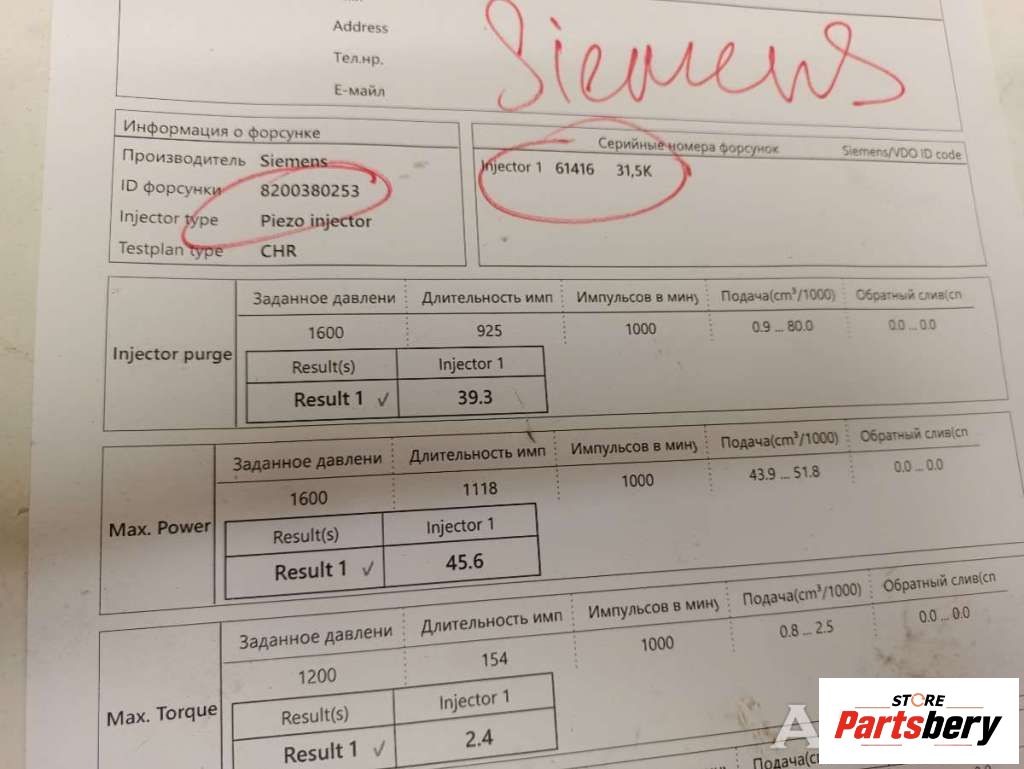 Address
Тел.нр.
Е-майл
Siemens
Информация о форсунке
Производитель Siemens
ID форсунки 8200380253
Injector type Piezo injector
Testplan type CHR
Серийные номера форсунок Siemens/VDO ID code
Injector 1 61416 31,5K
Injector purge
Заданное давлени Длительность имп Импульсов в мину Подача(cm³/1000) Обратный слив(сп
1600 925 1000 0.9 ... 80.0 0.0 ... 0.0
Result(s) Injector 1
Result 1 ✓ 39.3
Max. Power
Заданное давлени Длительность имп Импульсов в мину Подача(cm³/1000) Обратный слив(сп
1600 1118 1000 43.9 ... 51.8 0.0 ... 0.0
Result(s) Injector 1
Result 1 ✓ 45.6
Max. Torque
Заданное давлени Длительность имп Импульсов в мину Подача(cm³/1000) Обратный слив(сп
1200 154 1000 0.8 ... 2.5 0.0 ... 0.0
Result(s) Injector 1
Result 1 ✓ 2.4
STORE
Partsbery